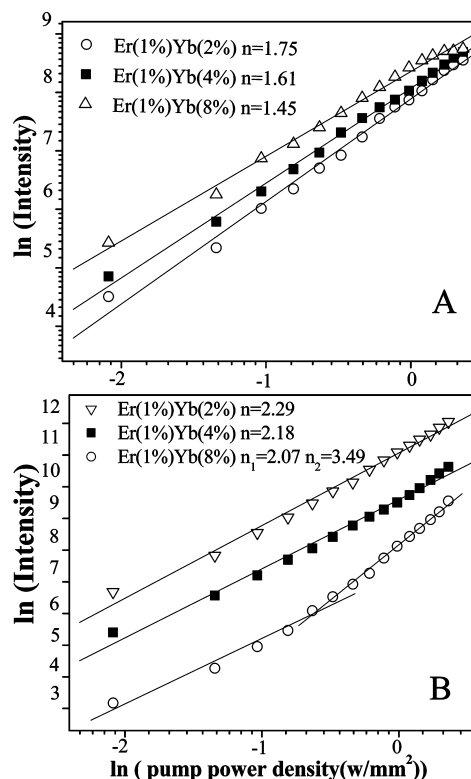 9
Er(1%)Yb(2%) n=1.75
8
Er(1%)Yb(4%) n=1.61
7
Er(1%)Yb(8%) n=1.45
6
5
4
ln (Intensity)
A
-2 -1 0
12
Er(1%)Yb(2%) n=2.29
11
Er(1%)Yb(4%) n=2.18
10
Er(1%)Yb(8%) n₁=2.07 n₂=3.49
9
8
7
6
5
4
3
ln (Intensity)
B
-2 -1 0
ln ( pump power density(w/mm²))